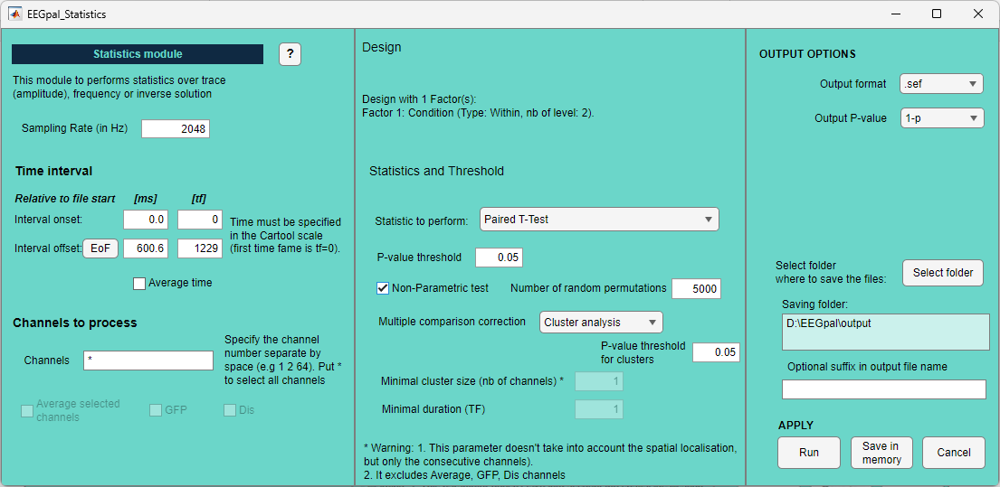 EEGpal_Statistics
Statistics module
?
This module to performs statistics over trace
(amplitude), frequency or inverse solution
Sampling Rate (in Hz) 2048
Time interval
Relative to file start [ms] [tf]
Interval onset: 0.0 0
Interval offset: EoF 600.6 1229
Time must be specified
in the Cartool scale
(first time fame is tf=0).
Average time
Channels to process
Channels *
Specify the channel
number separate by
space (e.g 1 2 64). Put *
to select all channels
Average selected
channels
GFP
Dis
Design
Design with 1 Factor(s):
Factor 1: Condition (Type: Within, nb of level: 2).
Statistics and Threshold
Statistic to perform: Paired T-Test
P-value threshold 0.05
Non-Parametric test Number of random permutations 5000
Multiple comparison correction Cluster analysis
P-value threshold
for clusters
0.05
Minimal cluster size (nb of channels) * 1
Minimal duration (TF) 1
* Warning: 1. This parameter doesn't take into account the spatial localisation,
but only the consecutive channels).
2. It excludes Average, GFP, Dis channels
OUTPUT OPTIONS
Output format .sef
Output P-value 1-p
Select folder
where to save the files:
Select folder
Saving folder:
D:\EEGpal\output
Optional suffix in output file name
APPLY
Run
Save in
memory
Cancel